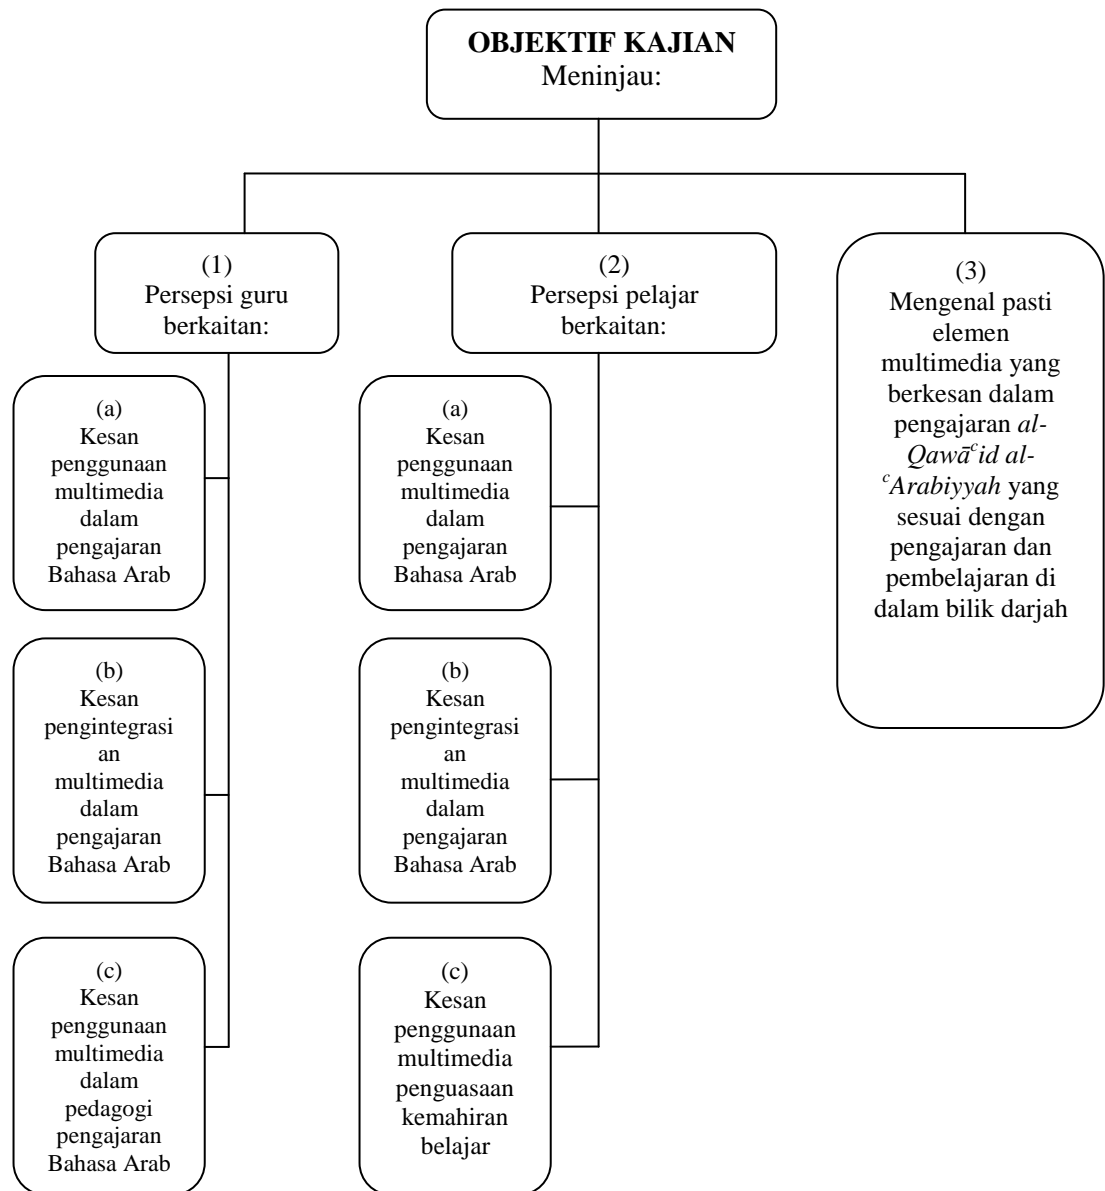 OBJEKTIF KAJIAN
Meninjau:
(1)
Persepsi guru
berkaitan:
(a)
Kesan
penggunaan
multimedia
dalam
pengajaran
Bahasa Arab
(b)
Kesan
pengintegrasi
an
multimedia
dalam
pengajaran
Bahasa Arab
(c)
Kesan
penggunaan
multimedia
dalam
pedagogi
pengajaran
Bahasa Arab
(2)
Persepsi pelajar
berkaitan:
(a)
Kesan
penggunaan
multimedia
dalam
pengajaran
Bahasa Arab
(b)
Kesan
pengintegrasi
an
multimedia
dalam
pengajaran
Bahasa Arab
(c)
Kesan
penggunaan
multimedia
penguasaan
kemahiran
belajar
(3)
Mengenal pasti
elemen
multimedia yang
berkesan dalam
pengajaran al-
Qawāᶜid al-
ᶜArabiyyah yang
sesuai dengan
pengajaran dan
pembelajaran di
dalam bilik darjah